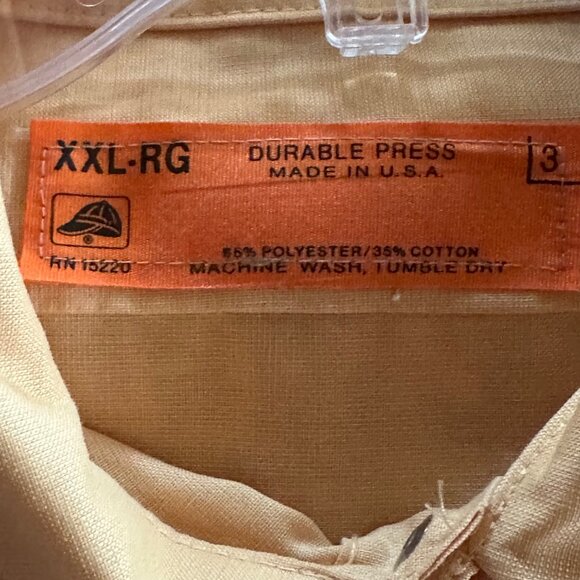 XXL-RG
DURABLE PRESS
MADE IN U.S.A.
3
®
65% POLYESTER/35% COTTON
RN 15220
MACHINE WASH, TUMBLE DRY